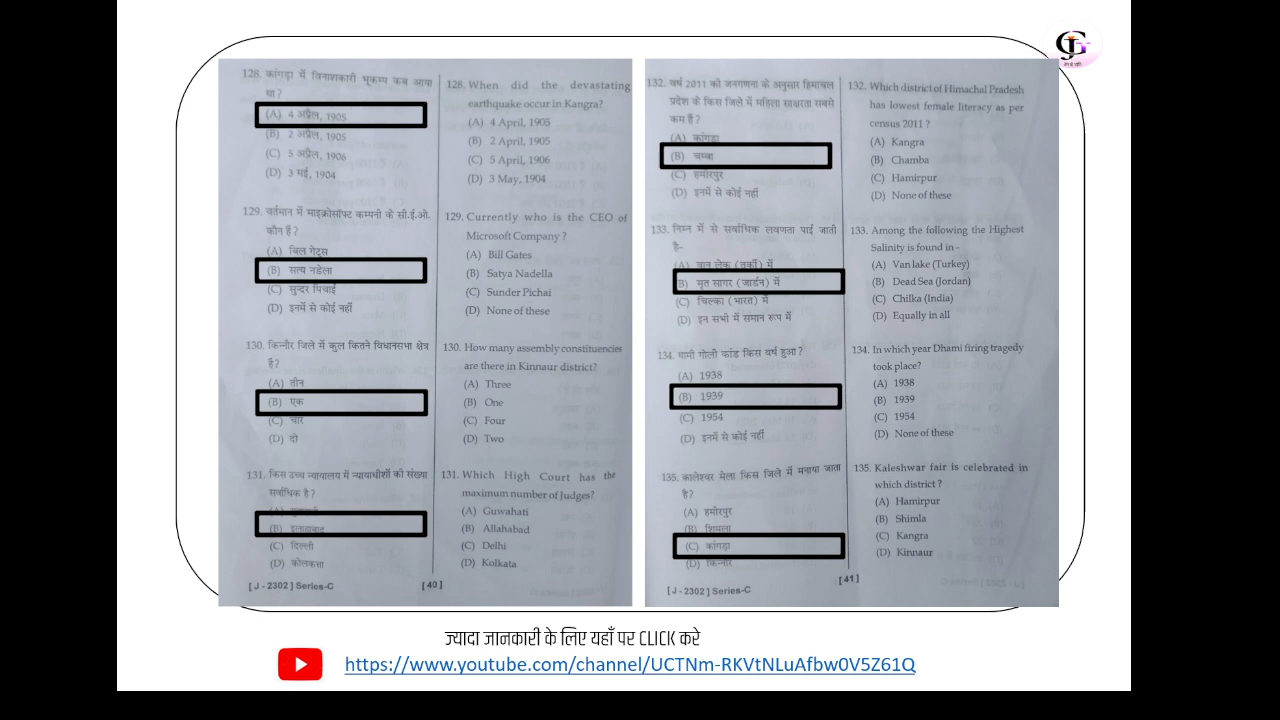 128. कांगड़ा में विनाशकारी भूकम्प कब आया
था?
(A) 4 अप्रैल, 1905
(B) 2 अप्रैल, 1905
(C) 5 अप्रैल, 1906
(D) 3 मई, 1904
129. वर्तमान में माइक्रोसॉफ्ट कम्पनी के सी.ई.ओ.
कौन हैं?
(A) बिल गेट्स
(B) सत्य नडेला
(C) सुन्दर पिचाई
(D) इनमें से कोई नहीं
130. किन्नौर जिले में कुल कितने विधानसभा क्षेत्र
हैं?
(A) तीन
(B) एक
(C) चार
(D) दो
131. किस उच्च न्यायालय में न्यायाधीशों की संख्या
सर्वाधिक है?
(B) इलाहाबाद
(C) दिल्ली
(D) कोलकत्ता
[ J - 2302 ] Series-C
128. When did the devastating
earthquake occur in Kangra?
(A) 4 April, 1905
(B) 2 April, 1905
(C) 5 April, 1906
(D) 3 May, 1904
129. Currently who is the CEO of
Microsoft Company ?
(A) Bill Gates
(B) Satya Nadella
(C) Sunder Pichai
(D) None of these
130. How many assembly constituencies
are there in Kinnaur district?
(A) Three
(B) One
(C) Four
(D) Two
131. Which High Court has the
maximum number of Judges?
(A) Guwahati
(B) Allahabad
(C) Delhi
(D) Kolkata
[ 40 ]
132. वर्ष 2011 की जनगणना के अनुसार हिमाचल
प्रदेश के किस जिले में महिला साक्षरता सबसे
कम है?
(A) कांगड़ा
(B) चम्बा
(C) हमीरपुर
(D) इनमें से कोई नहीं
133. निम्न में से सर्वाधिक लवणता पाई जाती
है-
(A) वान लेक (तर्की) में
B) मृत सागर (जार्डन) में
(C) चिल्का (भारत) में
(D) इन सभी में समान रूप में
134. धामी गोली कांड किस वर्ष हुआ?
(A) 1938
(B) 1939
(C) 1954
(D) इनमें से कोई नहीं
135. कालेश्वर मेला किस जिले में मनाया जाता
है?
(A) हमीरपुर
(B) शिमला
(C) कांगड़ा
(D) किन्नौर
[ J - 2302 ] Series-C
132. Which district of Himachal Pradesh
has lowest female literacy as per
census 2011 ?
(A) Kangra
(B) Chamba
(C) Hamirpur
(D) None of these
133. Among the following the Highest
Salinity is found in -
(A) Van lake (Turkey)
(B) Dead Sea (Jordan)
(C) Chilka (India)
(D) Equally in all
134. In which year Dhami firing tragedy
took place?
(A) 1938
(B) 1939
(C) 1954
(D) None of these
135. Kaleshwar fair is celebrated in
which district ?
(A) Hamirpur
(B) Shimla
(C) Kangra
(D) Kinnaur
[ 41 ]
ज्यादा जानकारी के लिए यहाँ पर CLICK करे
https://www.youtube.com/channel/UCTNm-RKVtNLuAfbw0V5Z61Q